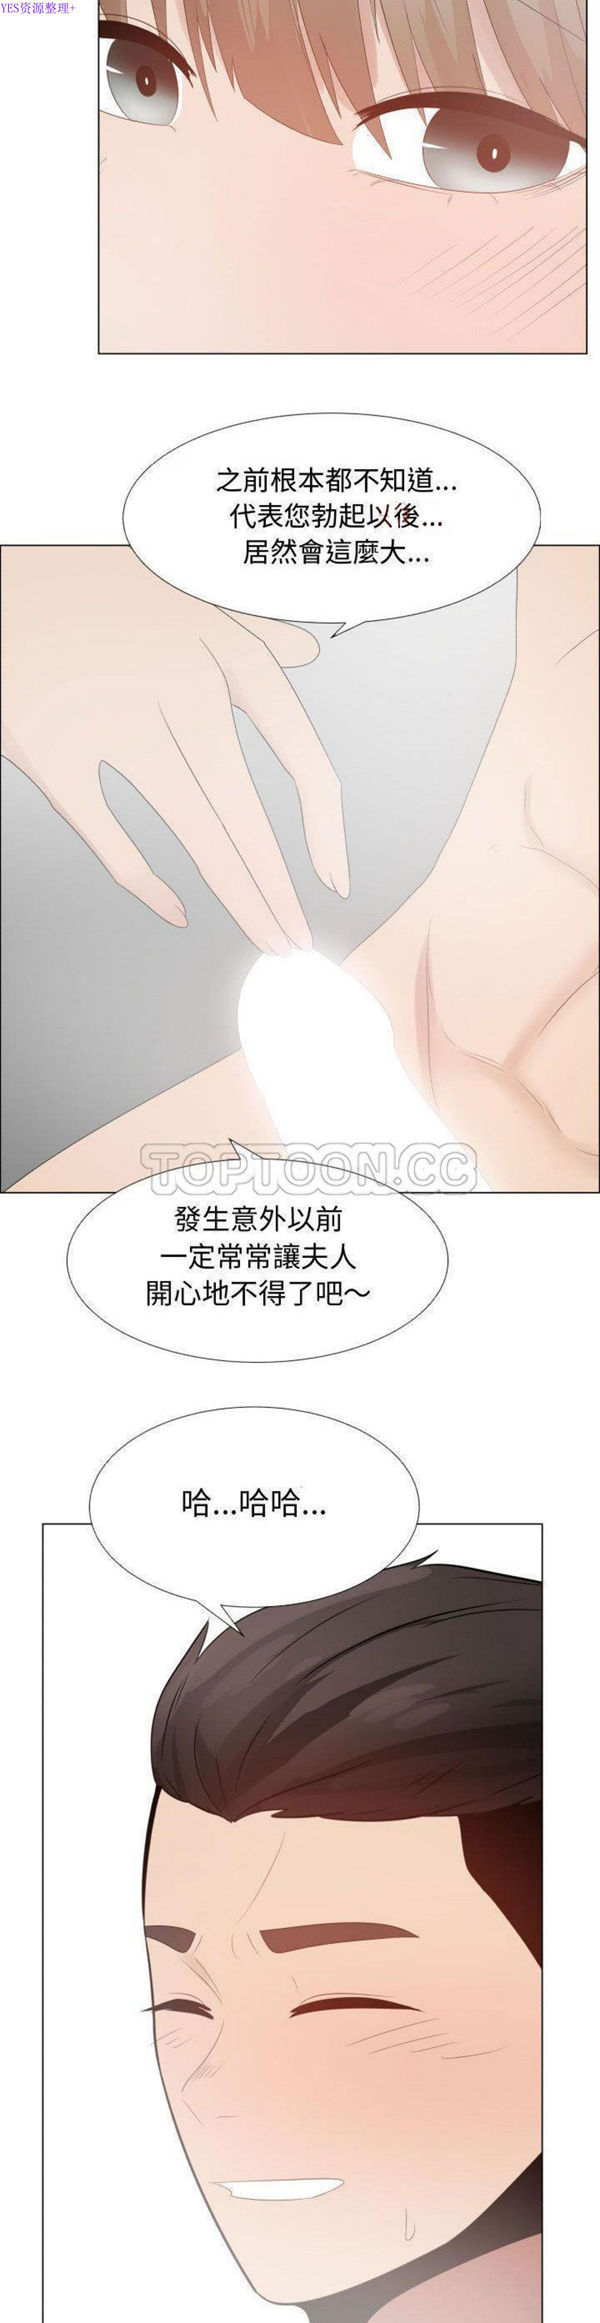 YES资源整理+
之前根本都不知道...
代表您勃起以後...
居然會這麼大...
TOPTOON.CC
發生意外以前
一定常常讓夫人
開心地不得了吧～
哈...哈哈...